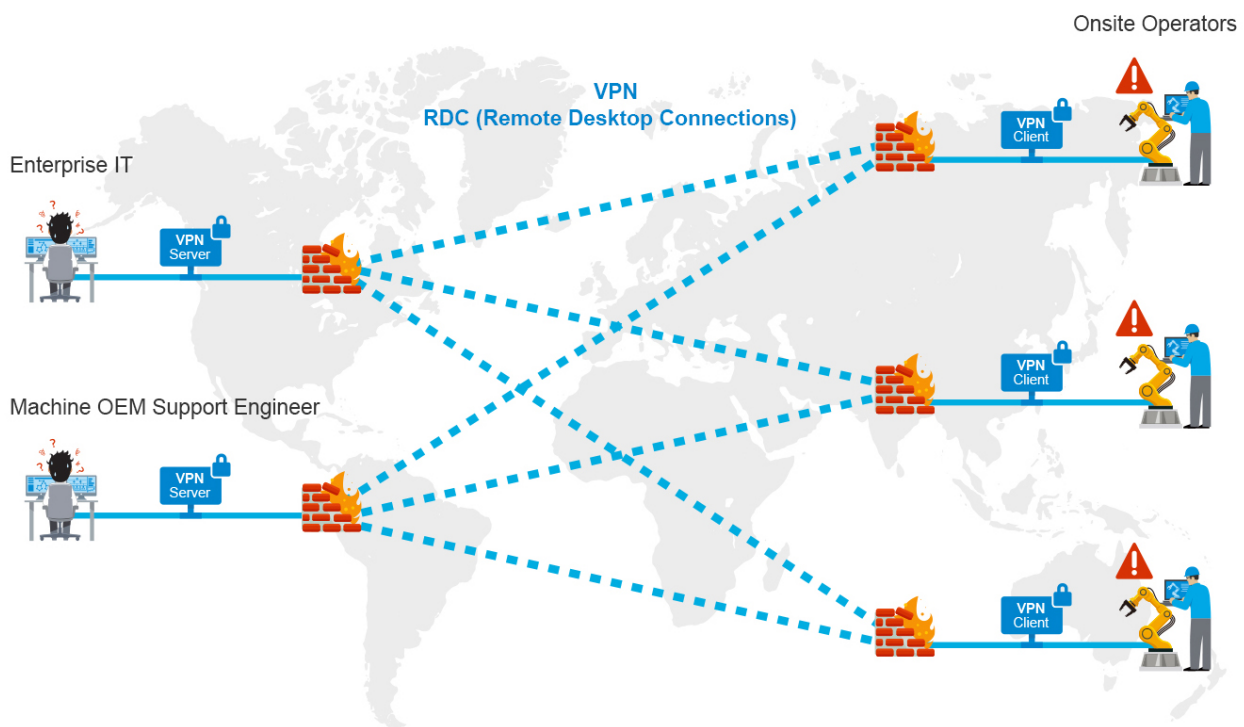 Onsite Operators
VPN
RDC (Remote Desktop Connections)
VPN
Client
Enterprise IT
VPN
Server
VPN
Client
Machine OEM Support Engineer
VPN
Server
VPN
Client